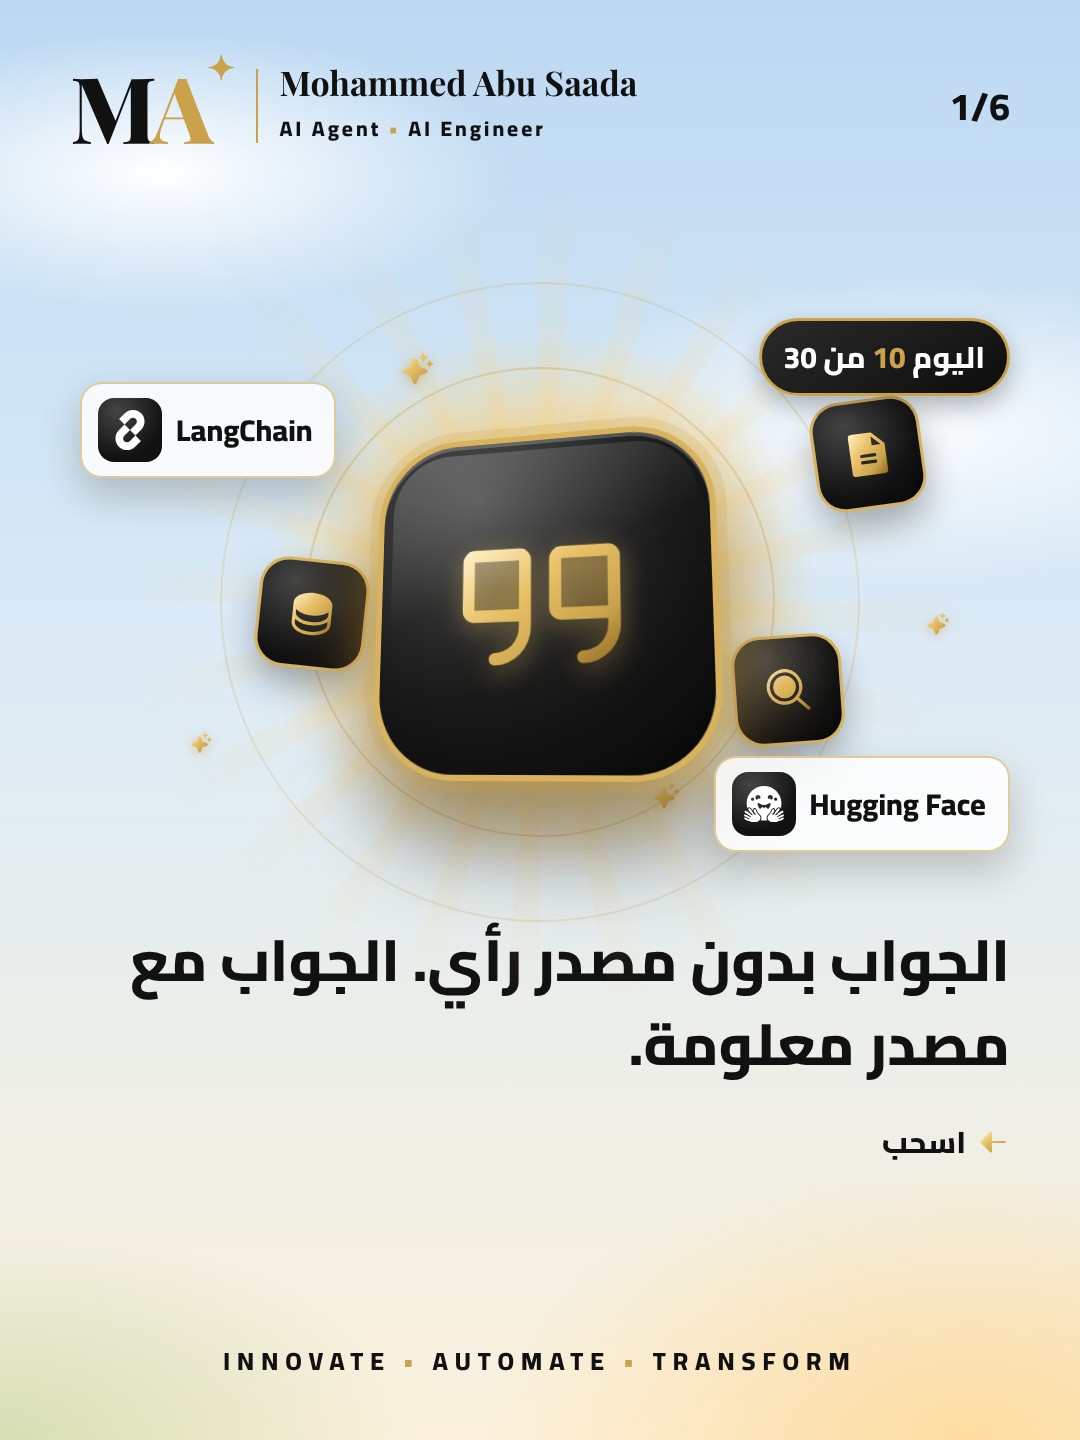 MA
Mohammed Abu Saada
AI Agent ▪ AI Engineer
1/6
اليوم 10 من 30
LangChain
Hugging Face
الجواب بدون مصدر رأي. الجواب مع
مصدر معلومة.
← اسحب
INNOVATE ▪ AUTOMATE ▪ TRANSFORM